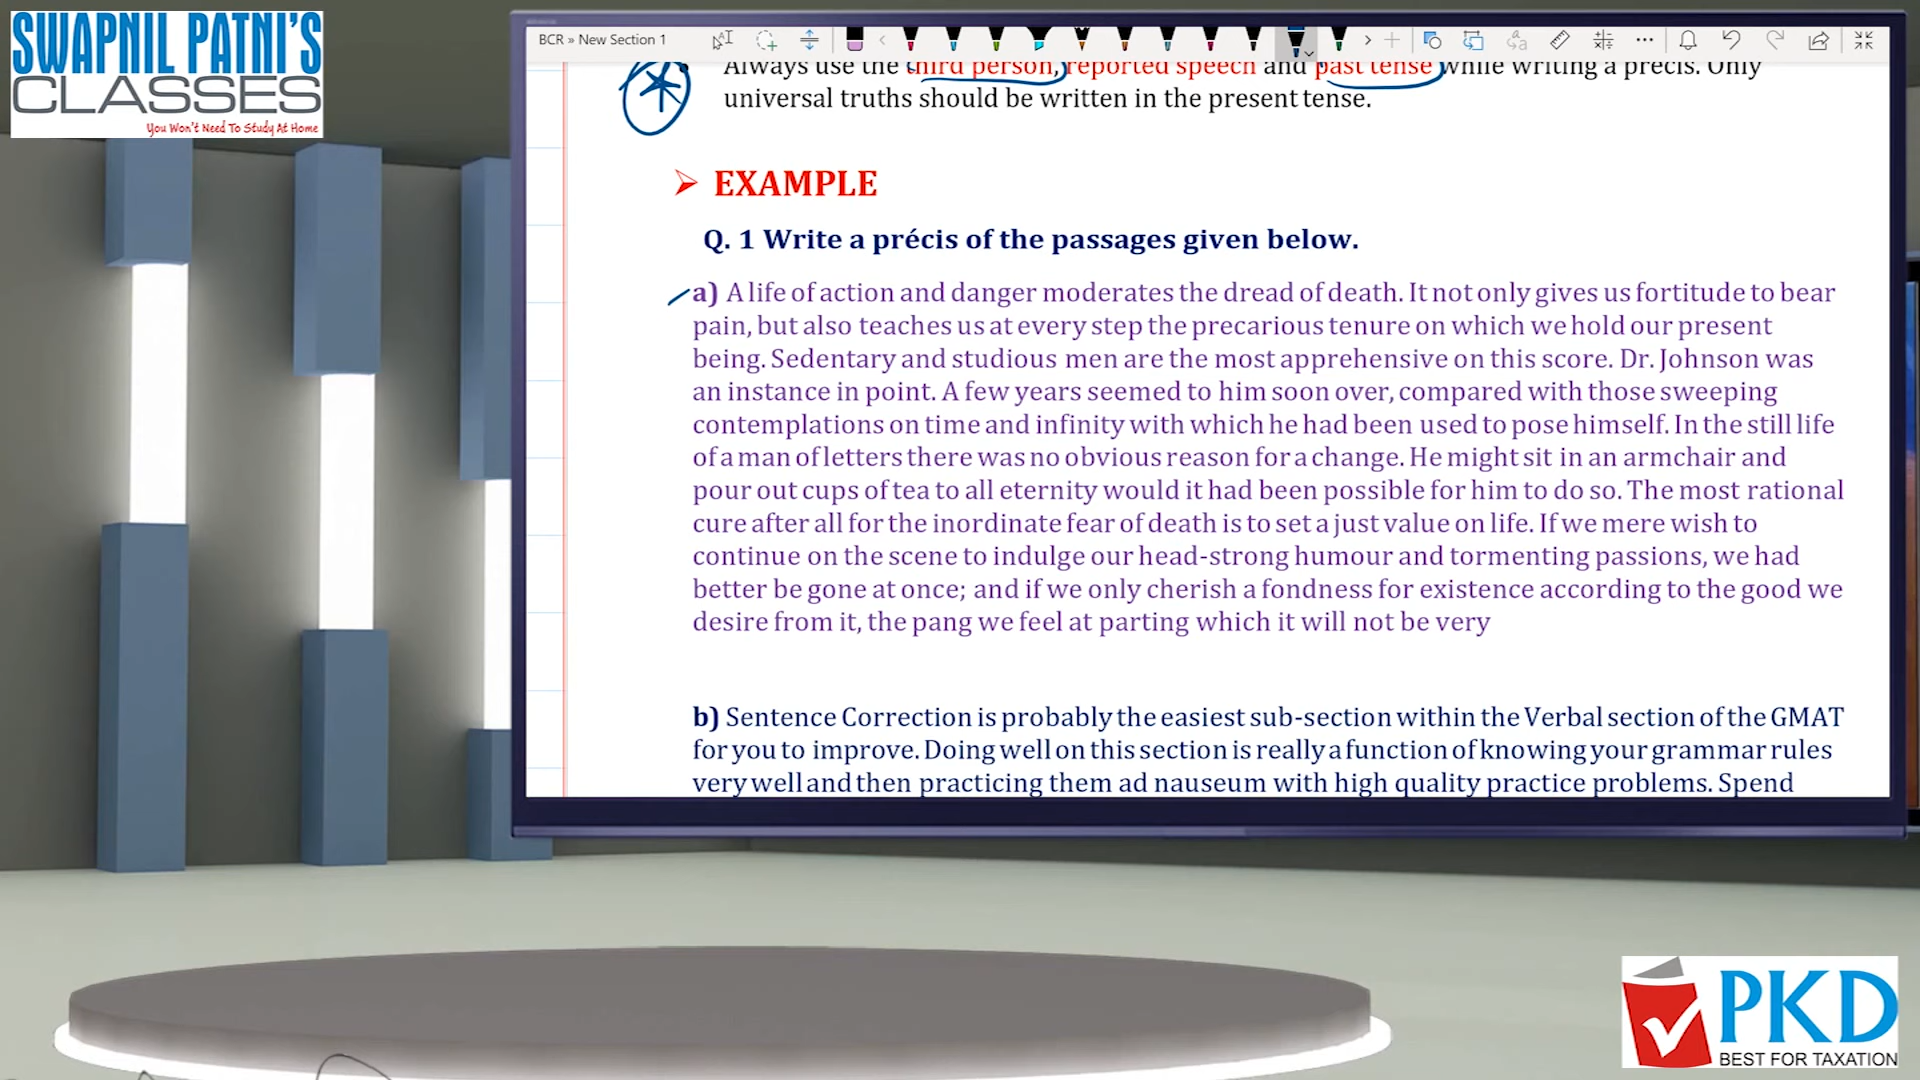 SWAPNIL PATNI'S
CLASSES
You Won't Need To Study At Home
BCR » New Section 1
Always use the third person, reported speech and past tense while writing a précis. Only
universal truths should be written in the present tense.
➢ EXAMPLE
Q. 1 Write a précis of the passages given below.
a) A life of action and danger moderates the dread of death. It not only gives us fortitude to bear
pain, but also teaches us at every step the precarious tenure on which we hold our present
being. Sedentary and studious men are the most apprehensive on this score. Dr. Johnson was
an instance in point. A few years seemed to him soon over, compared with those sweeping
contemplations on time and infinity with which he had been used to pose himself. In the still life
of a man of letters there was no obvious reason for a change. He might sit in an armchair and
pour out cups of tea to all eternity would it had been possible for him to do so. The most rational
cure after all for the inordinate fear of death is to set a just value on life. If we mere wish to
continue on the scene to indulge our head-strong humour and tormenting passions, we had
better be gone at once; and if we only cherish a fondness for existence according to the good we
desire from it, the pang we feel at parting which it will not be very
b) Sentence Correction is probably the easiest sub-section within the Verbal section of the GMAT
for you to improve. Doing well on this section is really a function of knowing your grammar rules
very well and then practicing them ad nauseum with high quality practice problems. Spend
PKD
BEST FOR TAXATION